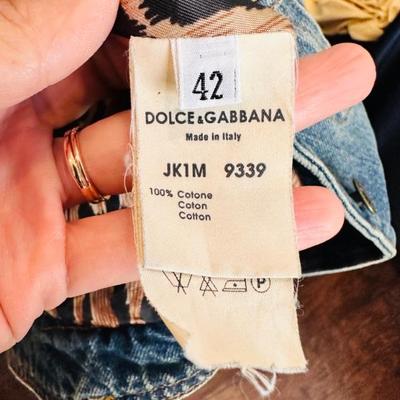 42
DOLCE&GABBANA
Made in Italy
JK1M 9339
100% Cotone
Coton
Cotton
P